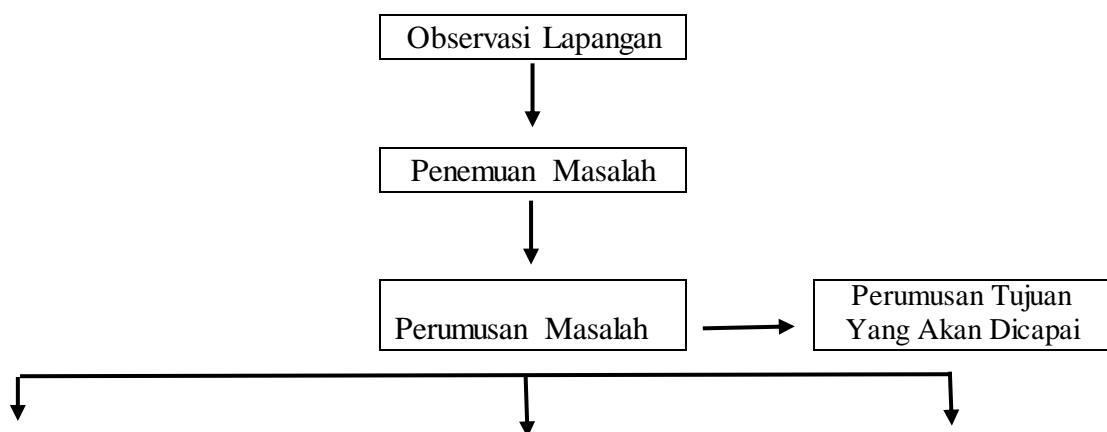 Observasi Lapangan
Penemuan Masalah
Perumusan Masalah
Perumusan Tujuan
Yang Akan Dicapai